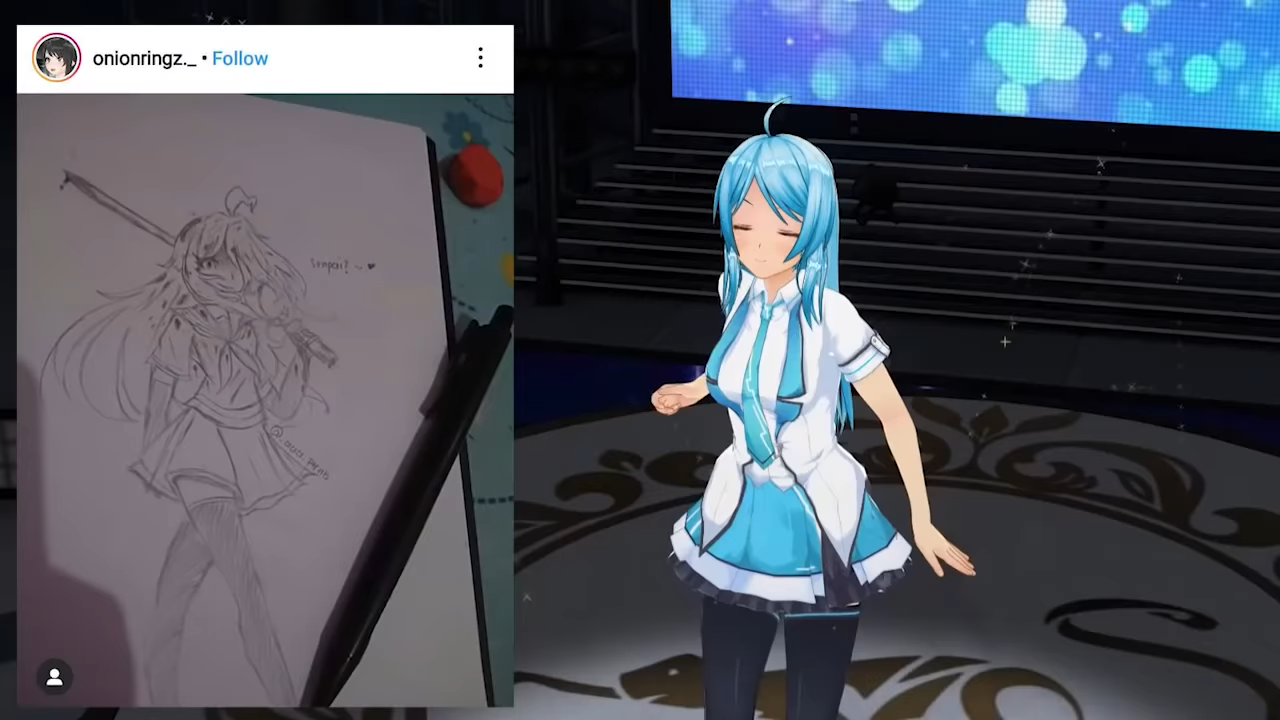 onionringz._ • Follow
Senpai? ~ ♥